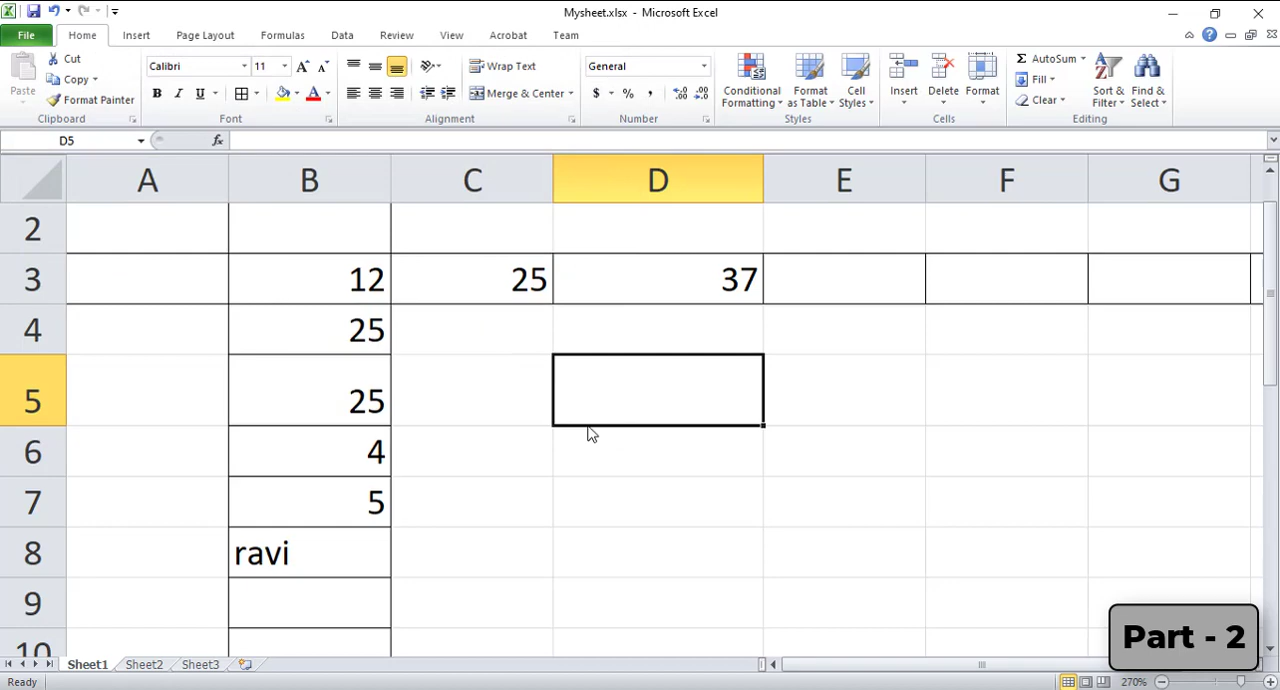 Mysheet.xlsx - Microsoft Excel
File Home Insert Page Layout Formulas Data Review View Acrobat Team
Paste
Cut
Copy
Format Painter
Clipboard
Calibri 11 A A
B I U A
Font
Wrap Text
Merge & Center
Alignment
General
$ % ,
Number
Conditional Formatting
Format as Table
Cell Styles
Styles
Insert Delete Format
Cells
Σ AutoSum
Fill
Clear
Sort & Filter
Find & Select
Editing
D5 fx
A B C D E F G
2
3 12 25 37
4 25
5 25
6 4
7 5
8 ravi
9
10
Part - 2
Sheet1 Sheet2 Sheet3
Ready 270%